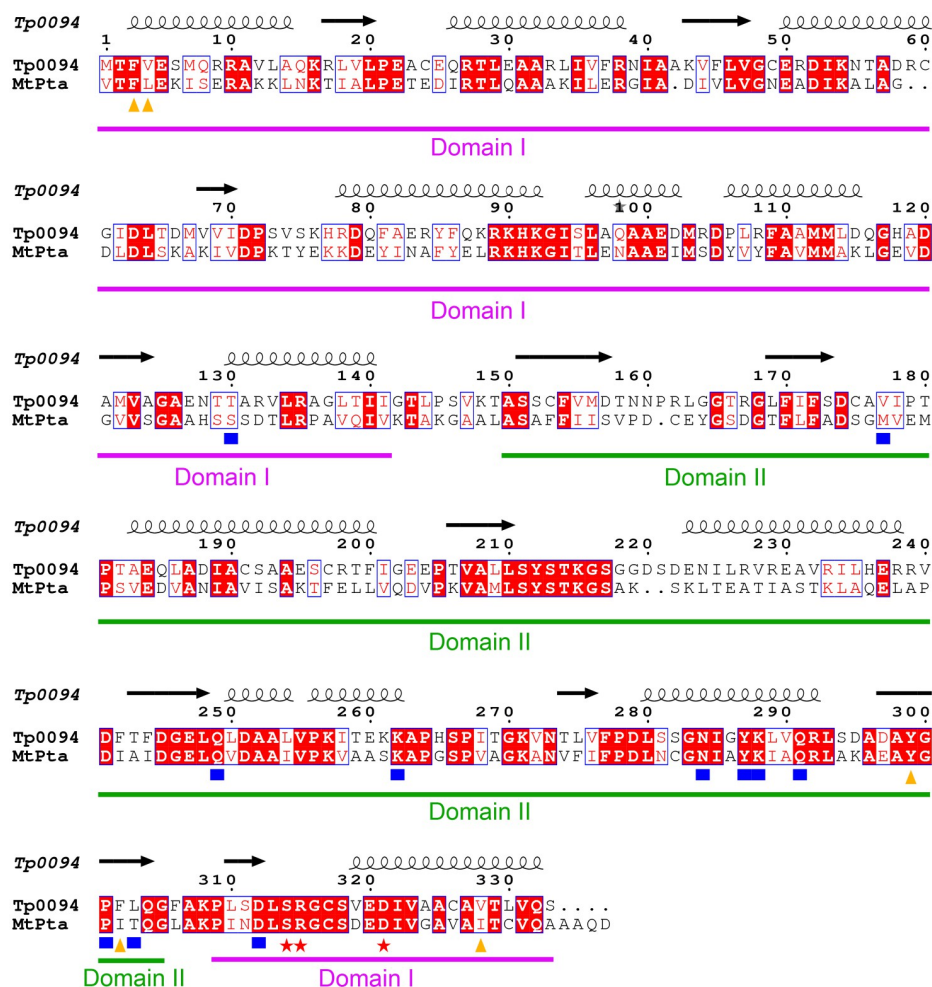 Tp0094
1 10 20 30 40 50 60
Tp0094 MTFVESMQRRAVLAQKRLVLPEACEQRTLEAARLIVFRNIAAKVFLVGCERDIKNTADRC
MtPta VTFLEKISERAKKLNKTIALPETEDIRTLQAAAKILERGIA.DIVLVGNEADIKALAG..
Domain I
Tp0094
70 80 90 100 110 120
Tp0094 GIDLTDMVVIDPSVSKHRDQFAERYFQKRKHKGISLAQAAEDMRDPLRFAAMMLDQGHAD
MtPta DLDLSKAKIVDPKTYEKKDEYINAFYELRKHKGITLENAAEIMSDYVYFAVMMAKLGEVD
Domain I
Tp0094
130 140 150 160 170 180
Tp0094 AMVAGAENTTARVLRAGLTIIGTLPSVKTASSCFVMDTNNPRLGGTRGLFIFSDCAVIPT
MtPta GVVSGAAHSSSDTLRPAVQIVKTAKGAALASAFFIISVPD.CEYGSDGTFLFADSGMVEM
Domain I Domain II
Tp0094
190 200 210 220 230 240
Tp0094 PTAEQLADIACSAAESCRTFIGEEPTVALLSYSTKGSGGDSDENILRVREAVRILHERRV
MtPta PSVEDVANIAVISAKTFELLVQDVPKVAMLSYSTKGSAK..SKLTEATIASTKLAQELAP
Domain II
Tp0094
250 260 270 280 290 300
Tp0094 DFTFDGELQLDAALVPKITEKKAPHSPITGKVNTLVFPDLSSGNIGYKLVQRLSDADAYG
MtPta DIAIDGELQVDAAIVPKVAASKAPGSPVAGKANVFIFPDLNCGNIAYKIAQRLAKAEAYG
Domain II
Tp0094
310 320 330
Tp0094 PFLQGFAKPLSDLSRGCSVEDIVAACAVTLVQS....
MtPta PITQGLAKPINDLSRGCSDEDIVGAVAITCVQAAAQD
Domain II Domain I